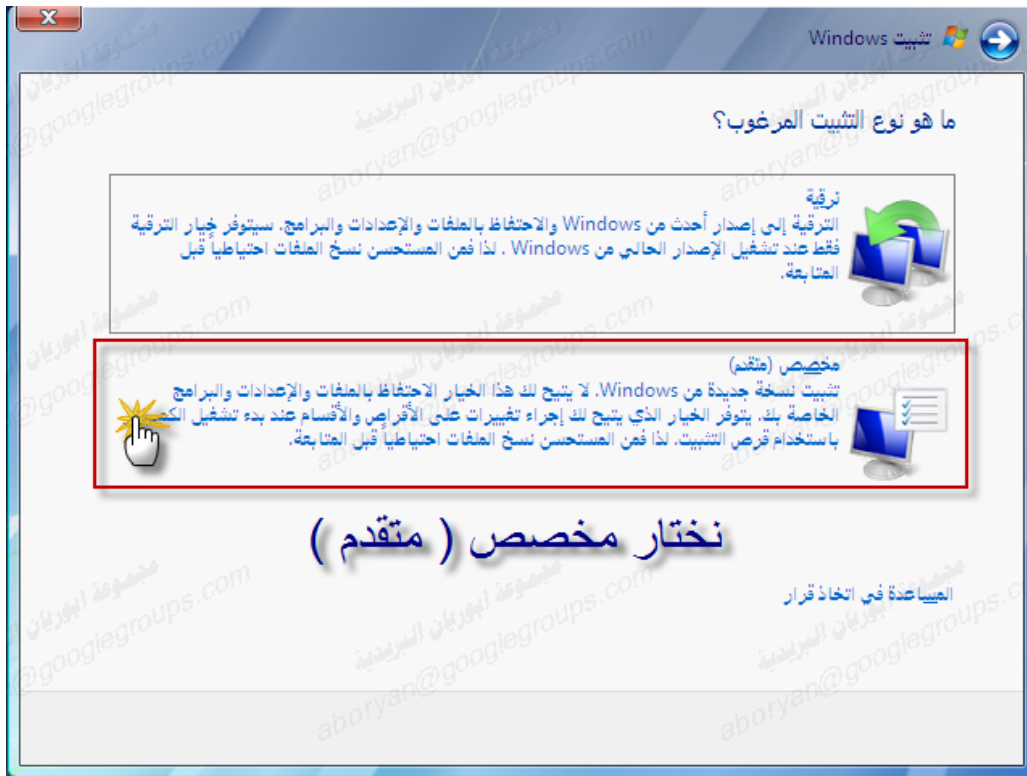 تثبيت Windows
ما هو نوع التثبيت المرغوب؟
ترقية
الترقية إلى إصدار أحدث من Windows والاحتفاظ بالملفات والإعدادات والبرامج. سيتوفر خيار الترقية
فقط عند تشغيل الإصدار الحالي من Windows . لذا فمن المستحسن نسخ الملفات احتياطياً قبل
المتابعة.
مخصص (متقدم)
تثبيت نسخة جديدة من Windows. لا يتيح لك هذا الخيار الاحتفاظ بالملفات والإعدادات والبرامج
الخاصة بك. يتوفر الخيار الذي يتيح لك إجراء تغييرات على الأقراص والأقسام عند بدء تشغيل
باستخدام قرص التثبيت. لذا فمن المستحسن نسخ الملفات احتياطياً قبل المتابعة.
نختار مخصص ( متقدم )
المساعدة في اتخاذ قرار
مجموعة ابوريان البريدية
aboryan@googlegroups.com